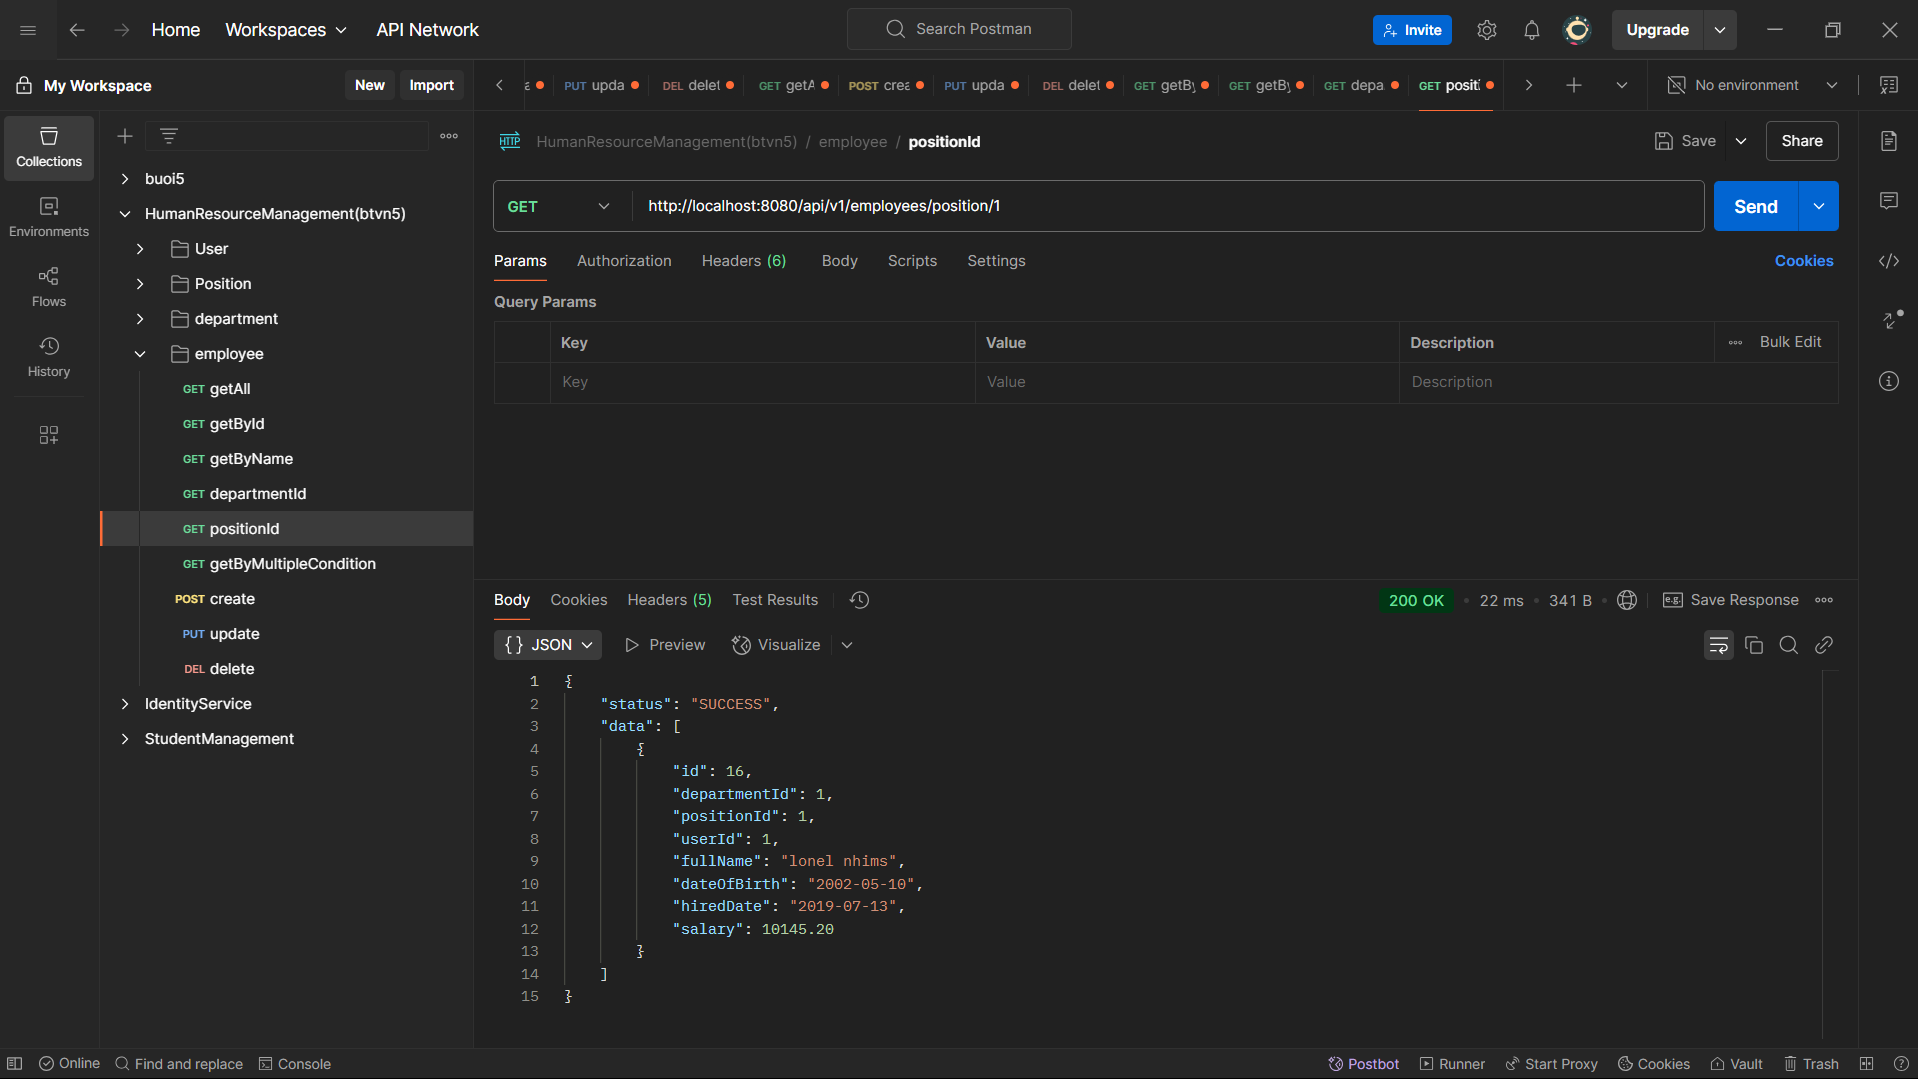 Home Workspaces API Network Search Postman Invite Upgrade
My Workspace New Import
PUT upda DEL delet GET getA POST crea PUT upda DEL delet GET getBy GET getBy GET depa GET positi No environment
Collections
Environments
Flows
History
buoi5
HumanResourceManagement(btvn5)
User
Position
department
employee
GET getAll
GET getById
GET getByName
GET departmentId
GET positionId
GET getByMultipleCondition
POST create
PUT update
DEL delete
IdentityService
StudentManagement
HTTP HumanResourceManagement(btvn5) / employee / positionId Save Share
GET http://localhost:8080/api/v1/employees/position/1 Send
Params Authorization Headers (6) Body Scripts Settings Cookies
Query Params
Key Value Description Bulk Edit
Key Value Description
Body Cookies Headers (5) Test Results 200 OK • 22 ms • 341 B • e.g. Save Response
{} JSON Preview Visualize
1 {
2 "status": "SUCCESS",
3 "data": [
4 {
5 "id": 16,
6 "departmentId": 1,
7 "positionId": 1,
8 "userId": 1,
9 "fullName": "lonel nhims",
10 "dateOfBirth": "2002-05-10",
11 "hiredDate": "2019-07-13",
12 "salary": 10145.20
13 }
14 ]
15 }
Online Find and replace Console Postbot Runner Start Proxy Cookies Vault Trash